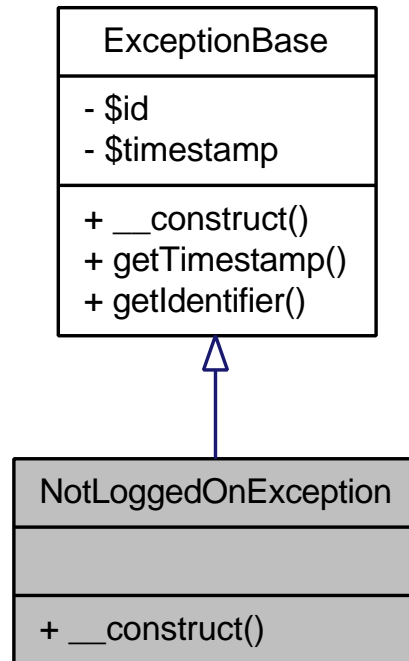 ExceptionBase
- $id
- $timestamp
+ __construct()
+ getTimestamp()
+ getIdentifier()
NotLoggedOnException
+ __construct()